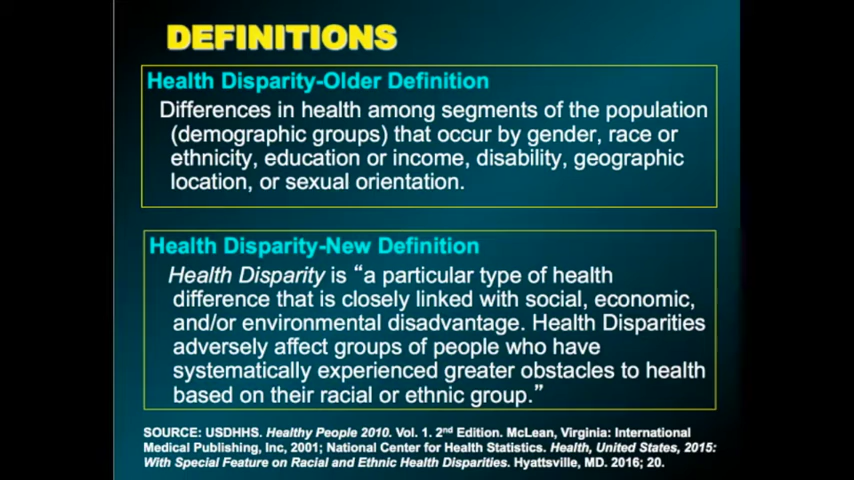 DEFINITIONS
Health Disparity-Older Definition
Differences in health among segments of the population
(demographic groups) that occur by gender, race or
ethnicity, education or income, disability, geographic
location, or sexual orientation.
Health Disparity-New Definition
Health Disparity is “a particular type of health
difference that is closely linked with social, economic,
and/or environmental disadvantage. Health Disparities
adversely affect groups of people who have
systematically experienced greater obstacles to health
based on their racial or ethnic group.”
SOURCE: USDHHS. Healthy People 2010. Vol. 1. 2nd Edition. McLean, Virginia: International
Medical Publishing, Inc, 2001; National Center for Health Statistics. Health, United States, 2015:
With Special Feature on Racial and Ethnic Health Disparities. Hyattsville, MD. 2016; 20.